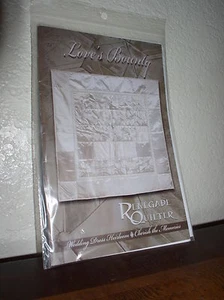 Love's Bounty
RENEGADE
QUILTER
Wedding Dress Heirloom & Cherish the Memories